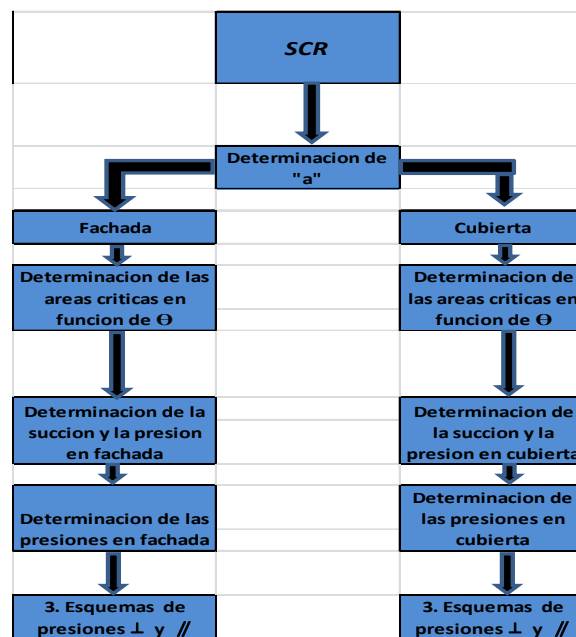 SCR
Determinacion de
"a"
Fachada
Cubierta
Determinacion de las
areas criticas en
funcion de Θ
Determinacion de
las areas criticas en
funcion de Θ
Determinacion de la
succion y la presion
en fachada
Determinacion de
la succion y la
presion en cubierta
Determinacion de las
presiones en fachada
Determinacion de
las presiones en
cubierta
3. Esquemas de
presiones ⊥ y //
3. Esquemas de
presiones ⊥ y //